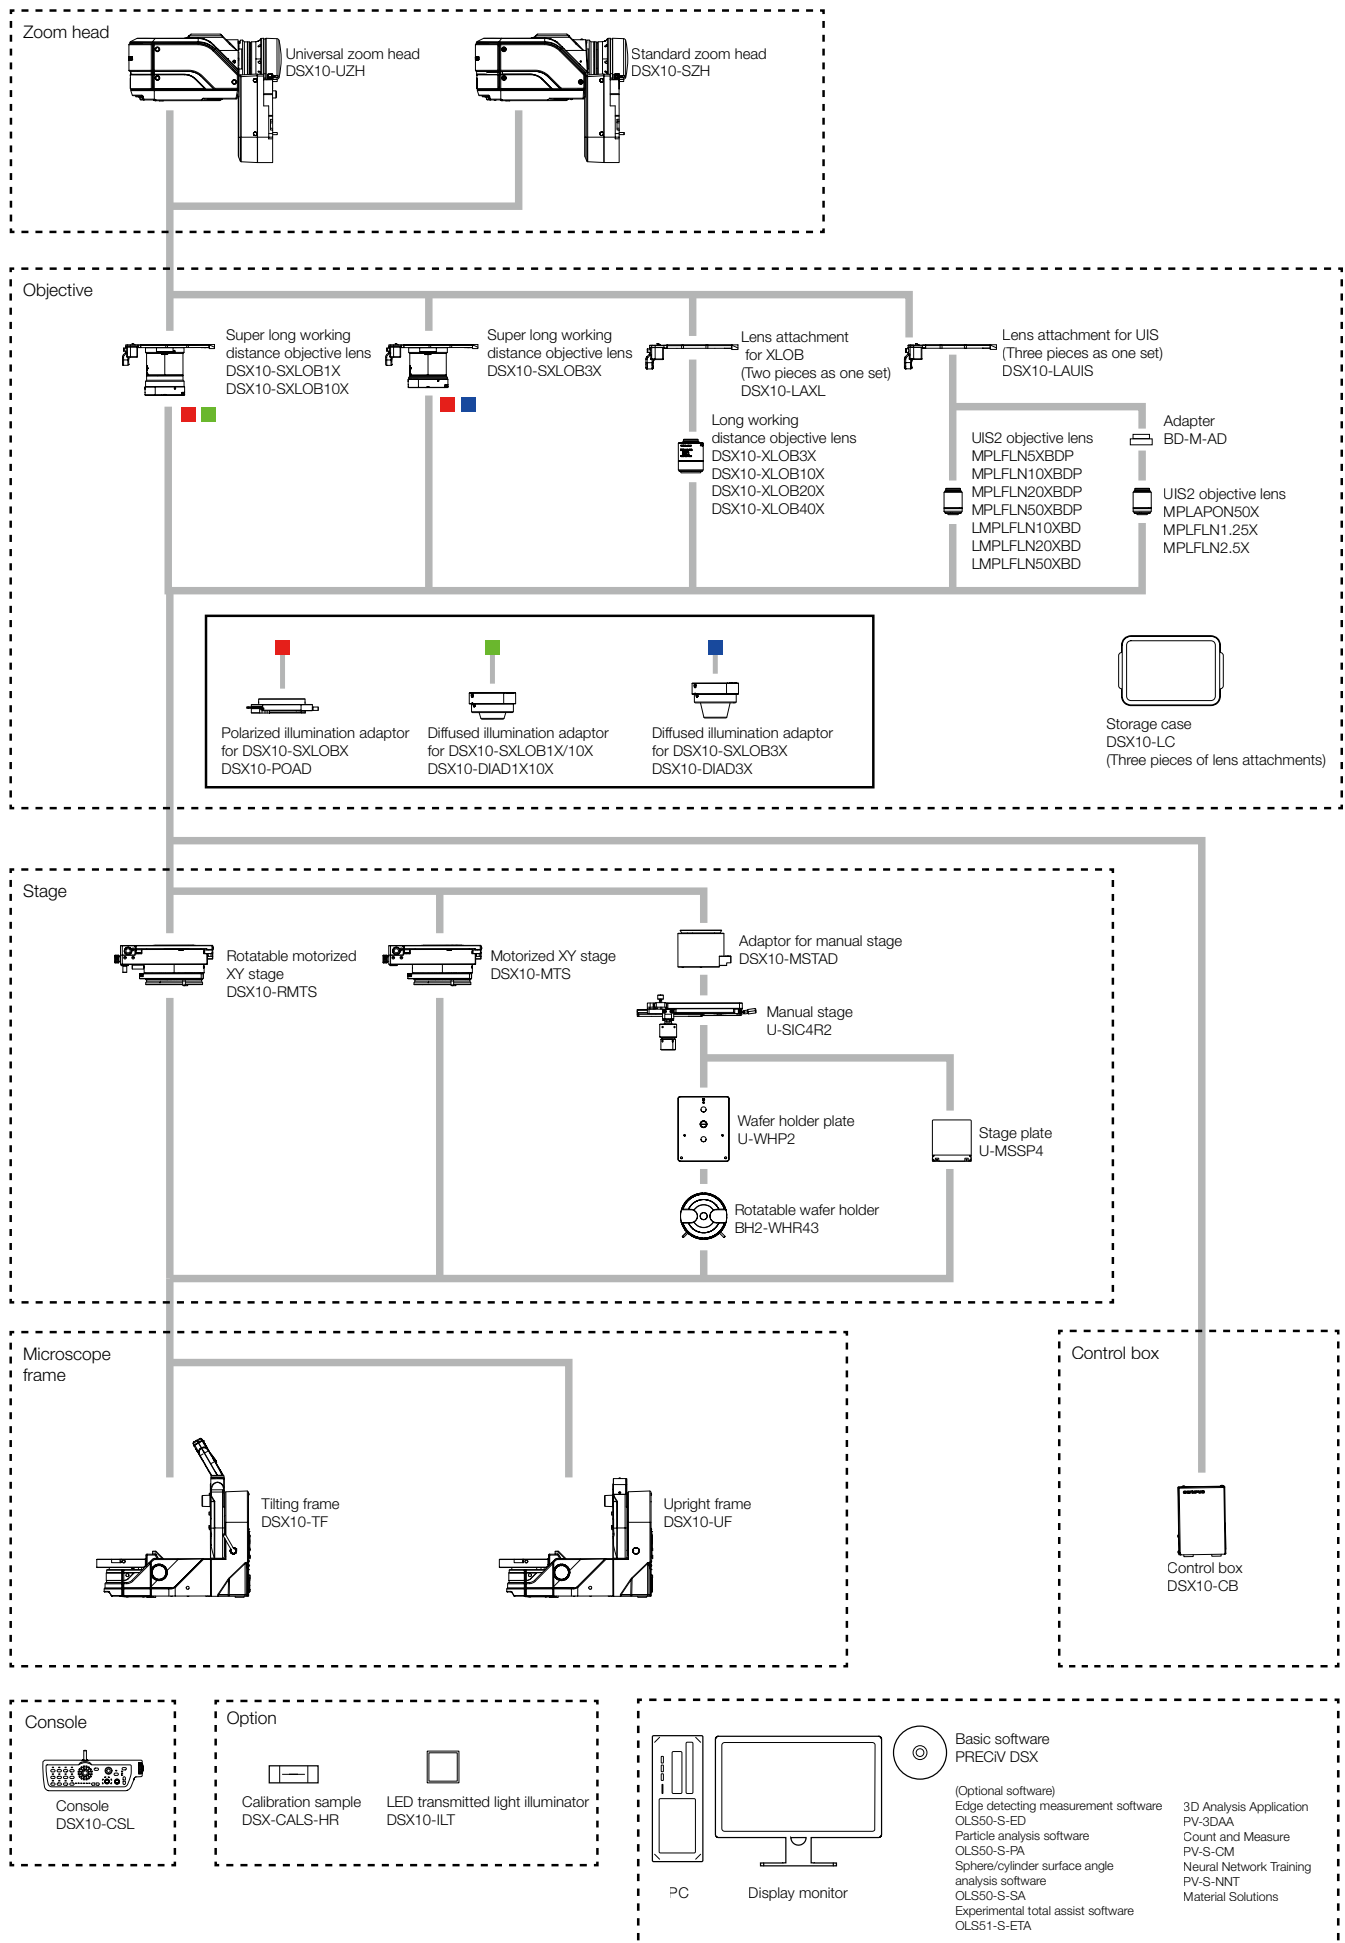 Zoom head
Universal zoom head
DSX10-UZH
Standard zoom head
DSX10-SZH
Objective
Super long working
distance objective lens
DSX10-SXLOB1X
DSX10-SXLOB10X
Super long working
distance objective lens
DSX10-SXLOB3X
Lens attachment
for XLOB
(Two pieces as one set)
DSX10-LAXL
Long working
distance objective lens
DSX10-XLOB3X
DSX10-XLOB10X
DSX10-XLOB20X
DSX10-XLOB40X
Lens attachment for UIS
(Three pieces as one set)
DSX10-LAUIS
UIS2 objective lens
MPLFLN5XBDP
MPLFLN10XBDP
MPLFLN20XBDP
MPLFLN50XBDP
LMPLFLN10XBD
LMPLFLN20XBD
LMPLFLN50XBD
Adapter
BD-M-AD
UIS2 objective lens
MPLAPON50X
MPLFLN1.25X
MPLFLN2.5X
Polarized illumination adaptor
for DSX10-SXLOBX
DSX10-POAD
Diffused illumination adaptor
for DSX10-SXLOB1X/10X
DSX10-DIAD1X10X
Diffused illumination adaptor
for DSX10-SXLOB3X
DSX10-DIAD3X
Storage case
DSX10-LC
(Three pieces of lens attachments)
Stage
Rotatable motorized
XY stage
DSX10-RMTS
Motorized XY stage
DSX10-MTS
Adaptor for manual stage
DSX10-MSTAD
Manual stage
U-SIC4R2
Wafer holder plate
U-WHP2
Stage plate
U-MSSP4
Rotatable wafer holder
BH2-WHR43
Microscope
frame
Tilting frame
DSX10-TF
Upright frame
DSX10-UF
Control box
OLYMPUS
Control box
DSX10-CB
Console
Console
DSX10-CSL
Option
Calibration sample
DSX-CALS-HR
LED transmitted light illuminator
DSX10-ILT
PC
Display monitor
Basic software
PRECiV DSX
(Optional software)
Edge detecting measurement software
OLS50-S-ED
Particle analysis software
OLS50-S-PA
Sphere/cylinder surface angle
analysis software
OLS50-S-SA
Experimental total assist software
OLS51-S-ETA
3D Analysis Application
PV-3DAA
Count and Measure
PV-S-CM
Neural Network Training
PV-S-NNT
Material Solutions